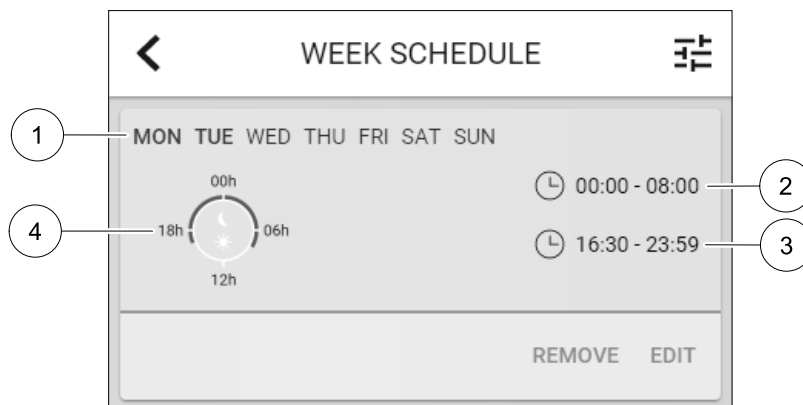 WEEK SCHEDULE
1
MON TUE WED THU FRI SAT SUN
00h
00:00 - 08:00
2
4
18h
06h
16:30 - 23:59
3
12h
REMOVE EDIT